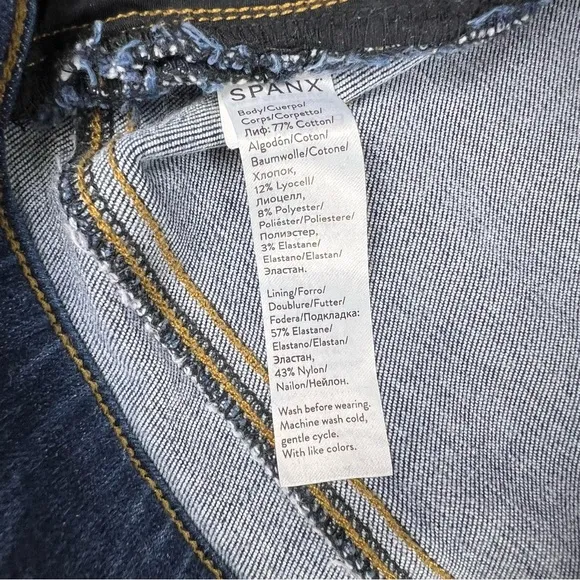 SPANX
Body/Cuerpo/
Corps/Corpetto/
Лиф: 77% Cotton/
Algodón/Coton/
Baumwolle/Cotone/
Хлопок,
12% Lyocell/
Лиоцелл,
8% Polyester/
Poliéster/Poliestere/
Полиэстер,
3% Elastane/
Elastano/Elastan/
Эластан.
Lining/Forro/
Doublure/Futter/
Fodera/Подкладка:
57% Elastane/
Elastano/Elastan/
Эластан,
43% Nylon/
Nailon/Нейлон.
Wash before wearing.
Machine wash cold,
gentle cycle.
With like colors.